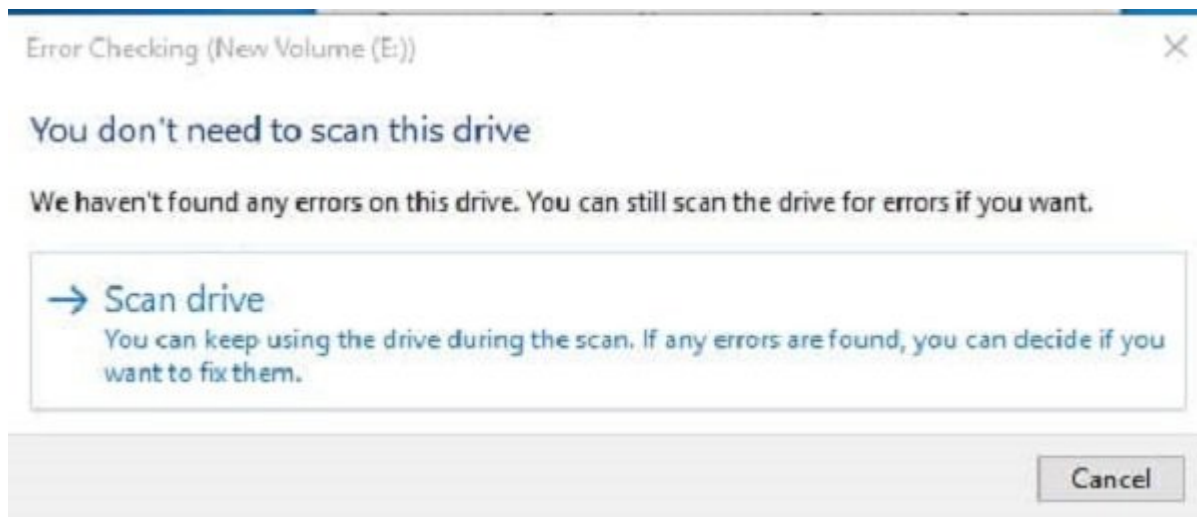 Error Checking (New Volume (E:))
You don't need to scan this drive
We haven't found any errors on this drive. You can still scan the drive for errors if you want.
Scan drive
You can keep using the drive during the scan. If any errors are found, you can decide if you
want to fix them.
Cancel